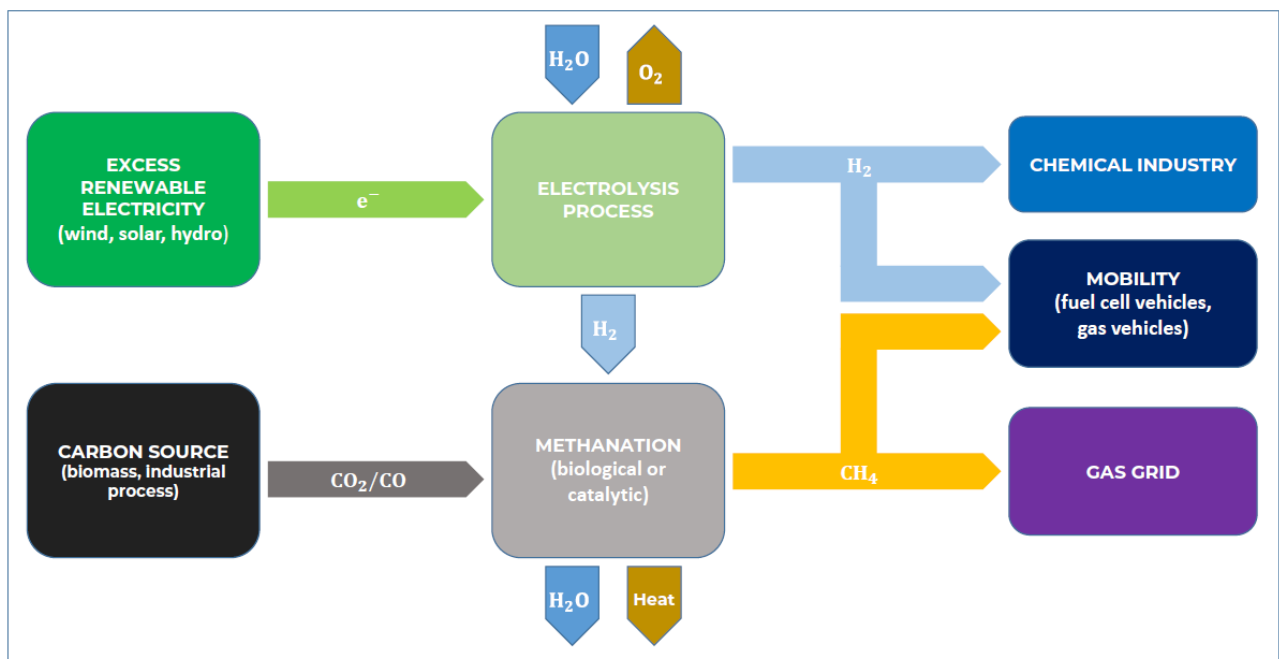 H₂O
O₂
EXCESS
RENEWABLE
ELECTRICITY
(wind, solar, hydro)
e⁻
ELECTROLYSIS
PROCESS
H₂
CHEMICAL INDUSTRY
MOBILITY
(fuel cell vehicles,
gas vehicles)
H₂
CARBON SOURCE
(biomass, industrial
process)
CO₂/CO
METHANATION
(biological or
catalytic)
CH₄
GAS GRID
H₂O
Heat